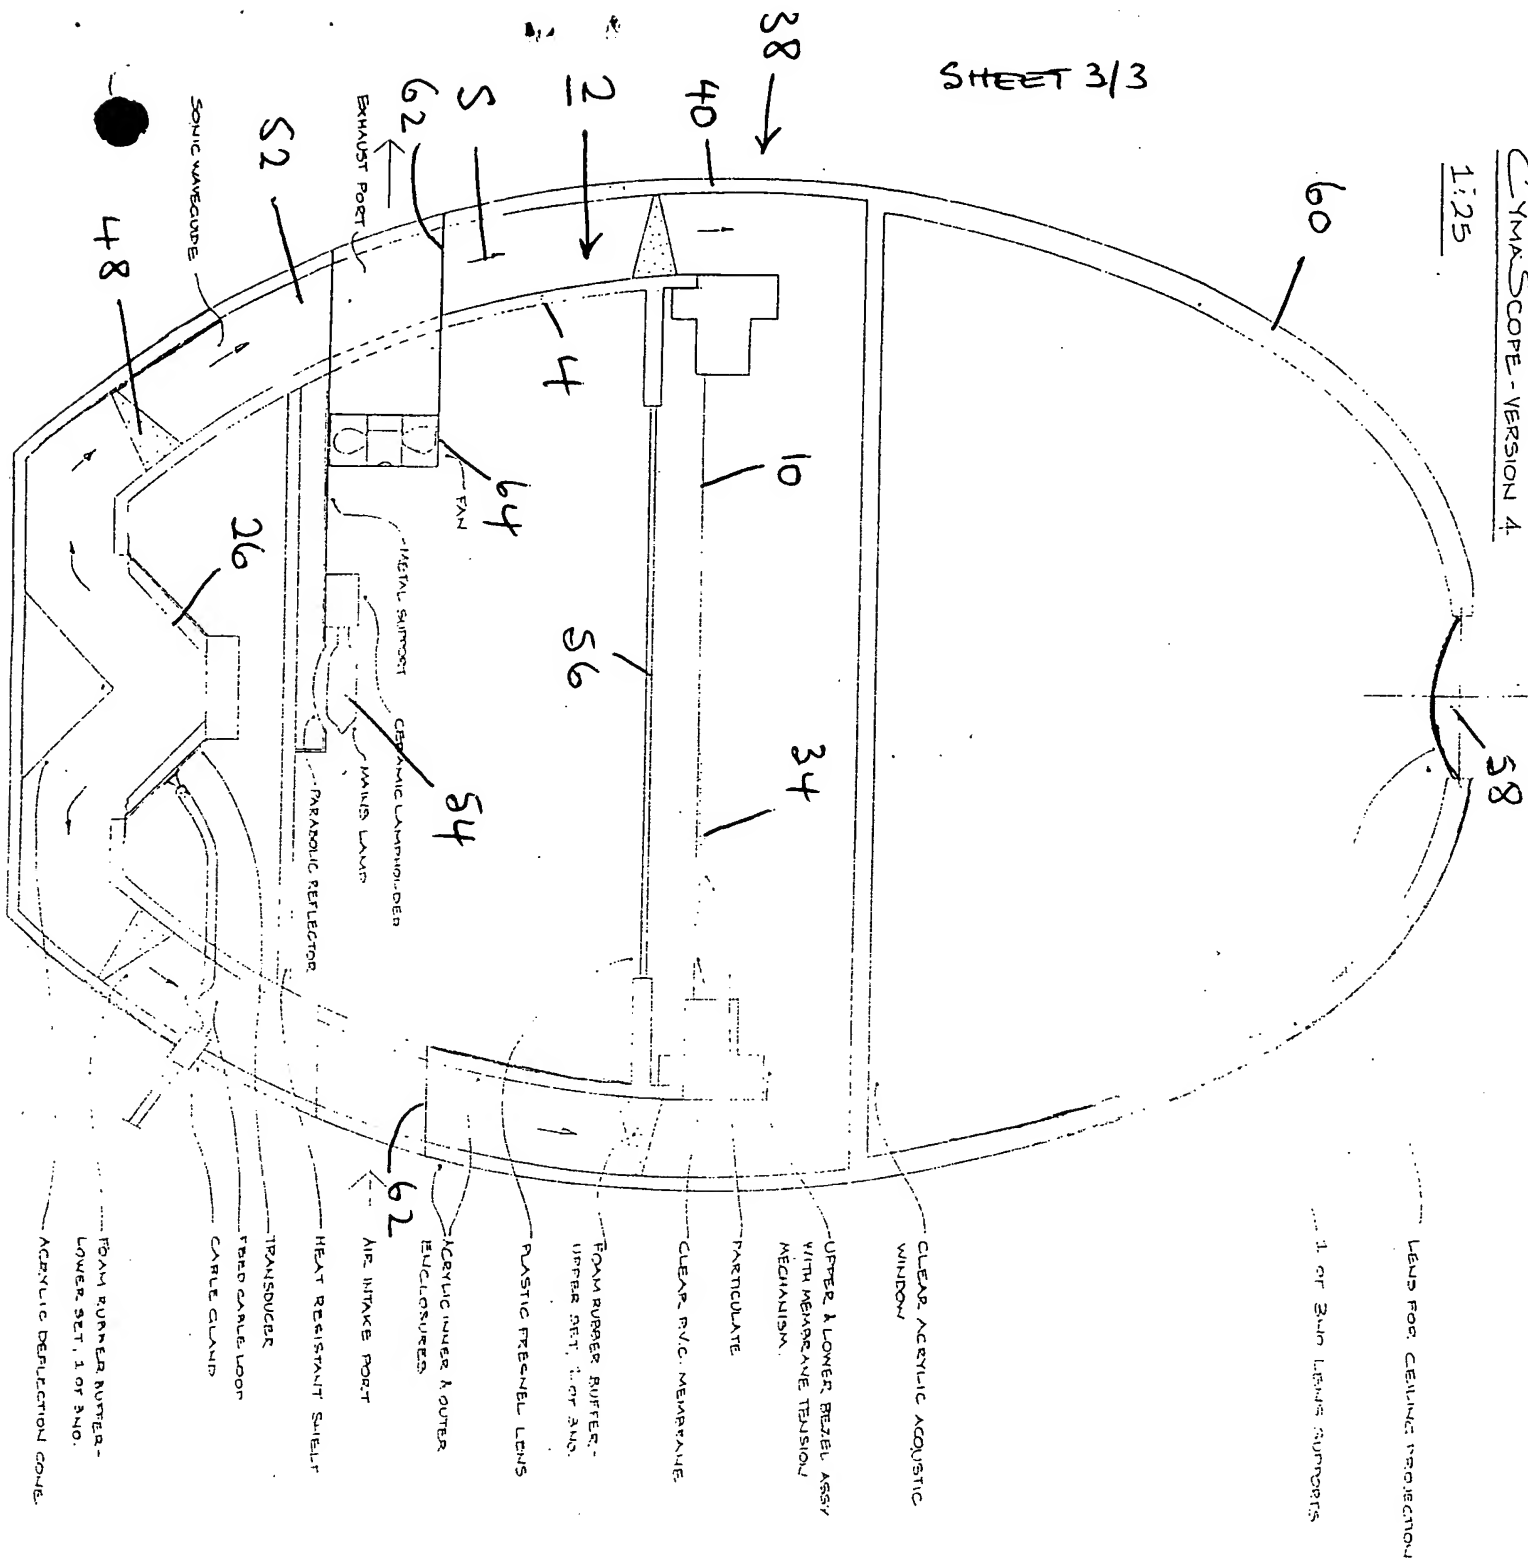 SHEET 3/3
CYMASCOPE - VERSION 4
1:25
38
40
2
5
62
EXHAUST PORT
52
SONIC WAVEGUIDE
48
60
58
4
10
64
FAN
26
METAL SUPPORT
CERAMIC LAMPHOLDER
MAINS LAMP
54
PARABOLIC REFLECTOR
56
34
62
LENS FOR CEILING PROJECTION
1 OF 3NO LENS SUPPORTS
CLEAR ACRYLIC ACOUSTIC
WINDOW
UPPER & LOWER BEZEL ASSY
WITH MEMBRANE TENSION
MECHANISM.
PARTICULATE
CLEAR P.V.C. MEMBRANE
FOAM RUBBER BUFFER -
UPPER SET, 1 OF 3NO.
PLASTIC FRESNEL LENS
ACRYLIC INNER & OUTER
ENCLOSURES
AIR INTAKE PORT
HEAT RESISTANT SHELF
TRANSDUCER
FEED CABLE LOOP
CABLE GLAND
FOAM RUBBER BUFFER -
LOWER SET, 1 OF 3NO.
ACRYLIC DEFLECTION CONE.